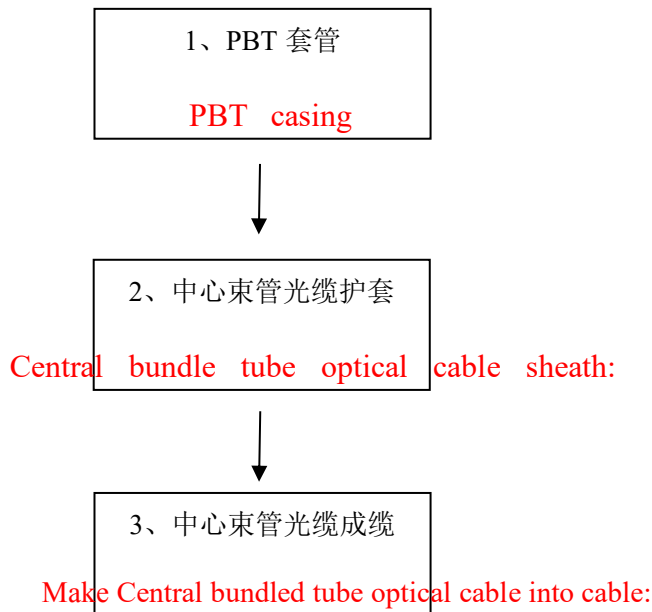 1、PBT 套管
PBT casing
2、中心束管光缆护套
Central bundle tube optical cable sheath:
3、中心束管光缆成缆
Make Central bundled tube optical cable into cable: